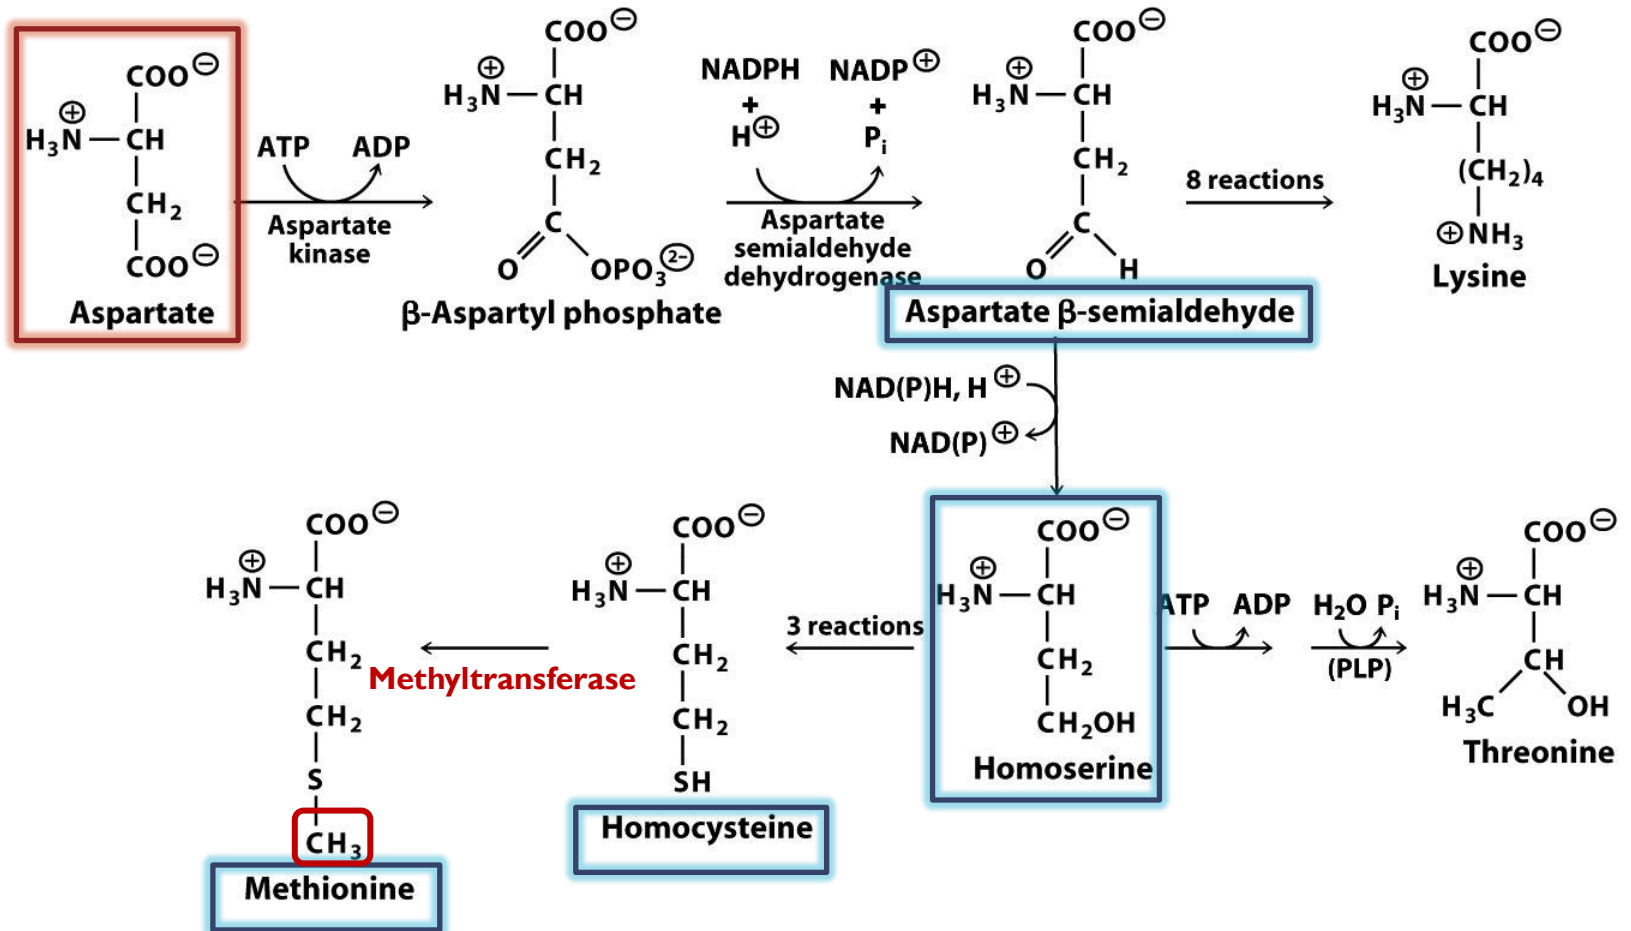 COO⊖
H₃N⊕—CH
CH₂
COO⊖
Aspartate
ATP ADP
Aspartate
kinase
COO⊖
H₃N⊕—CH
CH₂
C
O OPO₃²⁻
β-Aspartyl phosphate
NADPH NADP⊕
+ +
H⊕ Pᵢ
Aspartate
semialdehyde
dehydrogenase
COO⊖
H₃N⊕—CH
CH₂
C
O H
Aspartate β-semialdehyde
8 reactions
COO⊖
H₃N⊕—CH
(CH₂)₄
⊕NH₃
Lysine
NAD(P)H, H⊕
NAD(P)⊕
COO⊖
H₃N⊕—CH
CH₂
CH₂
S
CH₃
Methionine
Methyltransferase
COO⊖
H₃N⊕—CH
CH₂
CH₂
SH
Homocysteine
3 reactions
COO⊖
H₃N⊕—CH
CH₂
CH₂OH
Homoserine
ATP ADP
H₂O Pᵢ
(PLP)
COO⊖
H₃N⊕—CH
CH
H₃C OH
Threonine